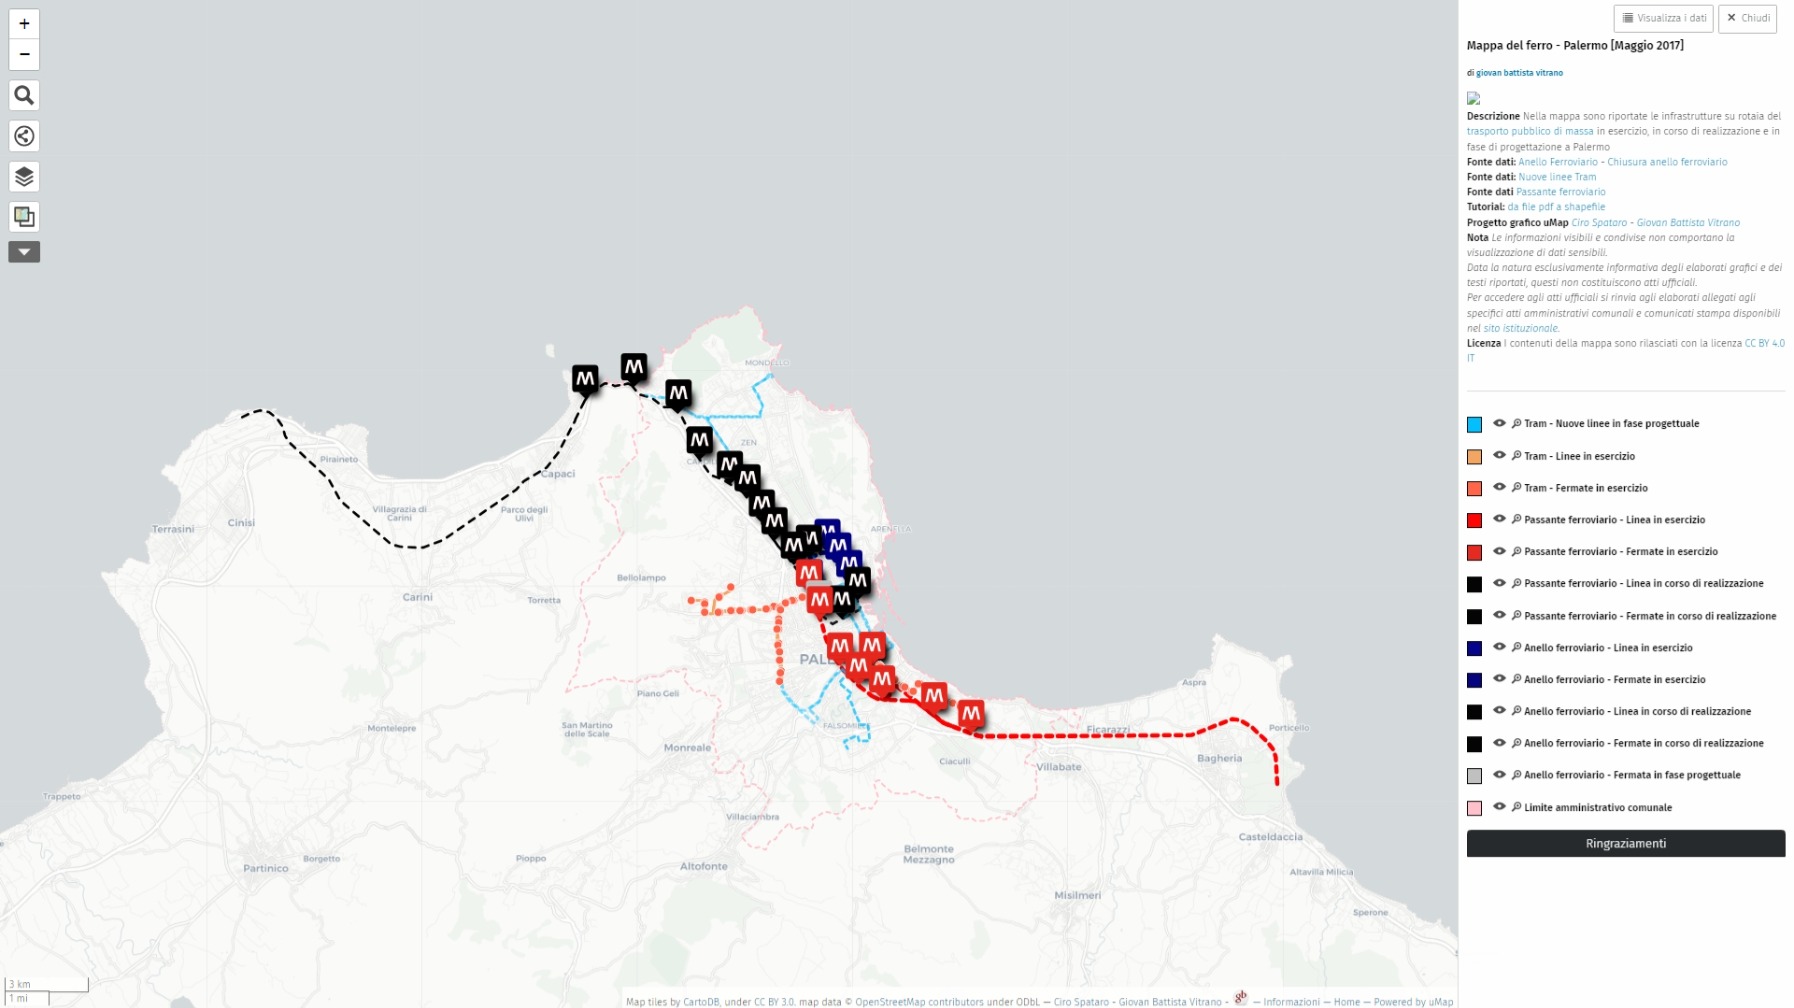 +
−
Visualizza i dati
Chiudi
Mappa del ferro - Palermo [Maggio 2017]
di giovan battista vitrano
Descrizione Nella mappa sono riportate le infrastrutture su rotaia del
trasporto pubblico di massa in esercizio, in corso di realizzazione e in
fase di progettazione a Palermo
Fonte dati: Anello Ferroviario - Chiusura anello ferroviario
Fonte dati: Nuove linee Tram
Fonte dati Passante ferroviario
Tutorial: da file pdf a shapefile
Progetto grafico uMap Ciro Spataro - Giovan Battista Vitrano
Nota Le informazioni visibili e condivise non comportano la
visualizzazione di dati sensibili.
Data la natura esclusivamente informativa degli elaborati grafici e dei
testi riportati, questi non costituiscono atti ufficiali.
Per accedere agli atti ufficiali si rinvia agli elaborati allegati agli
specifici atti amministrativi comunali e comunicati stampa disponibili
nel sito istituzionale.
Licenza I contenuti della mappa sono rilasciati con la licenza CC BY 4.0
IT
Tram - Nuove linee in fase progettuale
Tram - Linee in esercizio
Tram - Fermate in esercizio
Passante ferroviario - Linea in esercizio
Passante ferroviario - Fermate in esercizio
Passante ferroviario - Linea in corso di realizzazione
Passante ferroviario - Fermate in corso di realizzazione
Anello ferroviario - Linea in esercizio
Anello ferroviario - Fermate in esercizio
Anello ferroviario - Linea in corso di realizzazione
Anello ferroviario - Fermate in corso di realizzazione
Anello ferroviario - Fermata in fase progettuale
Limite amministrativo comunale
Ringraziamenti
MONDELLO
ZEN
Capaci
Piraineto
Terrasini
Cinisi
Villagrazia di
Carini
Parco degli
Ulivi
ARENELLA
Bellolampo
Carini
Torretta
PAL
Aspra
Piano Geli
San Martino
delle Scale
Montelepre
Monreale
FALSOMI
Ficarazzi
Porticello
Bagheria
Ciaculli
Villabate
Trappeto
Villaciambra
Casteldaccia
Partinico
Borgetto
Pioppo
Altofonte
Belmonte
Mezzagno
Altavilla Milicia
Misilmeri
Sperone
3 km
1 mi
Map tiles by CartoDB, under CC BY 3.0. map data © OpenStreetMap contributors under ODbL — Ciro Spataro - Giovan Battista Vitrano - gb — Informazioni — Home — Powered by uMap